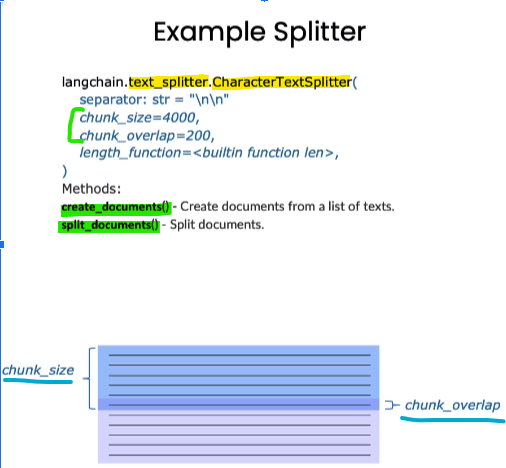 Example Splitter
langchain.text_splitter.CharacterTextSplitter(
separator: str = "\n\n"
chunk_size=4000,
chunk_overlap=200,
length_function=<builtin function len>,
)
Methods:
create_documents() - Create documents from a list of texts.
split_documents() - Split documents.
chunk_size
chunk_overlap